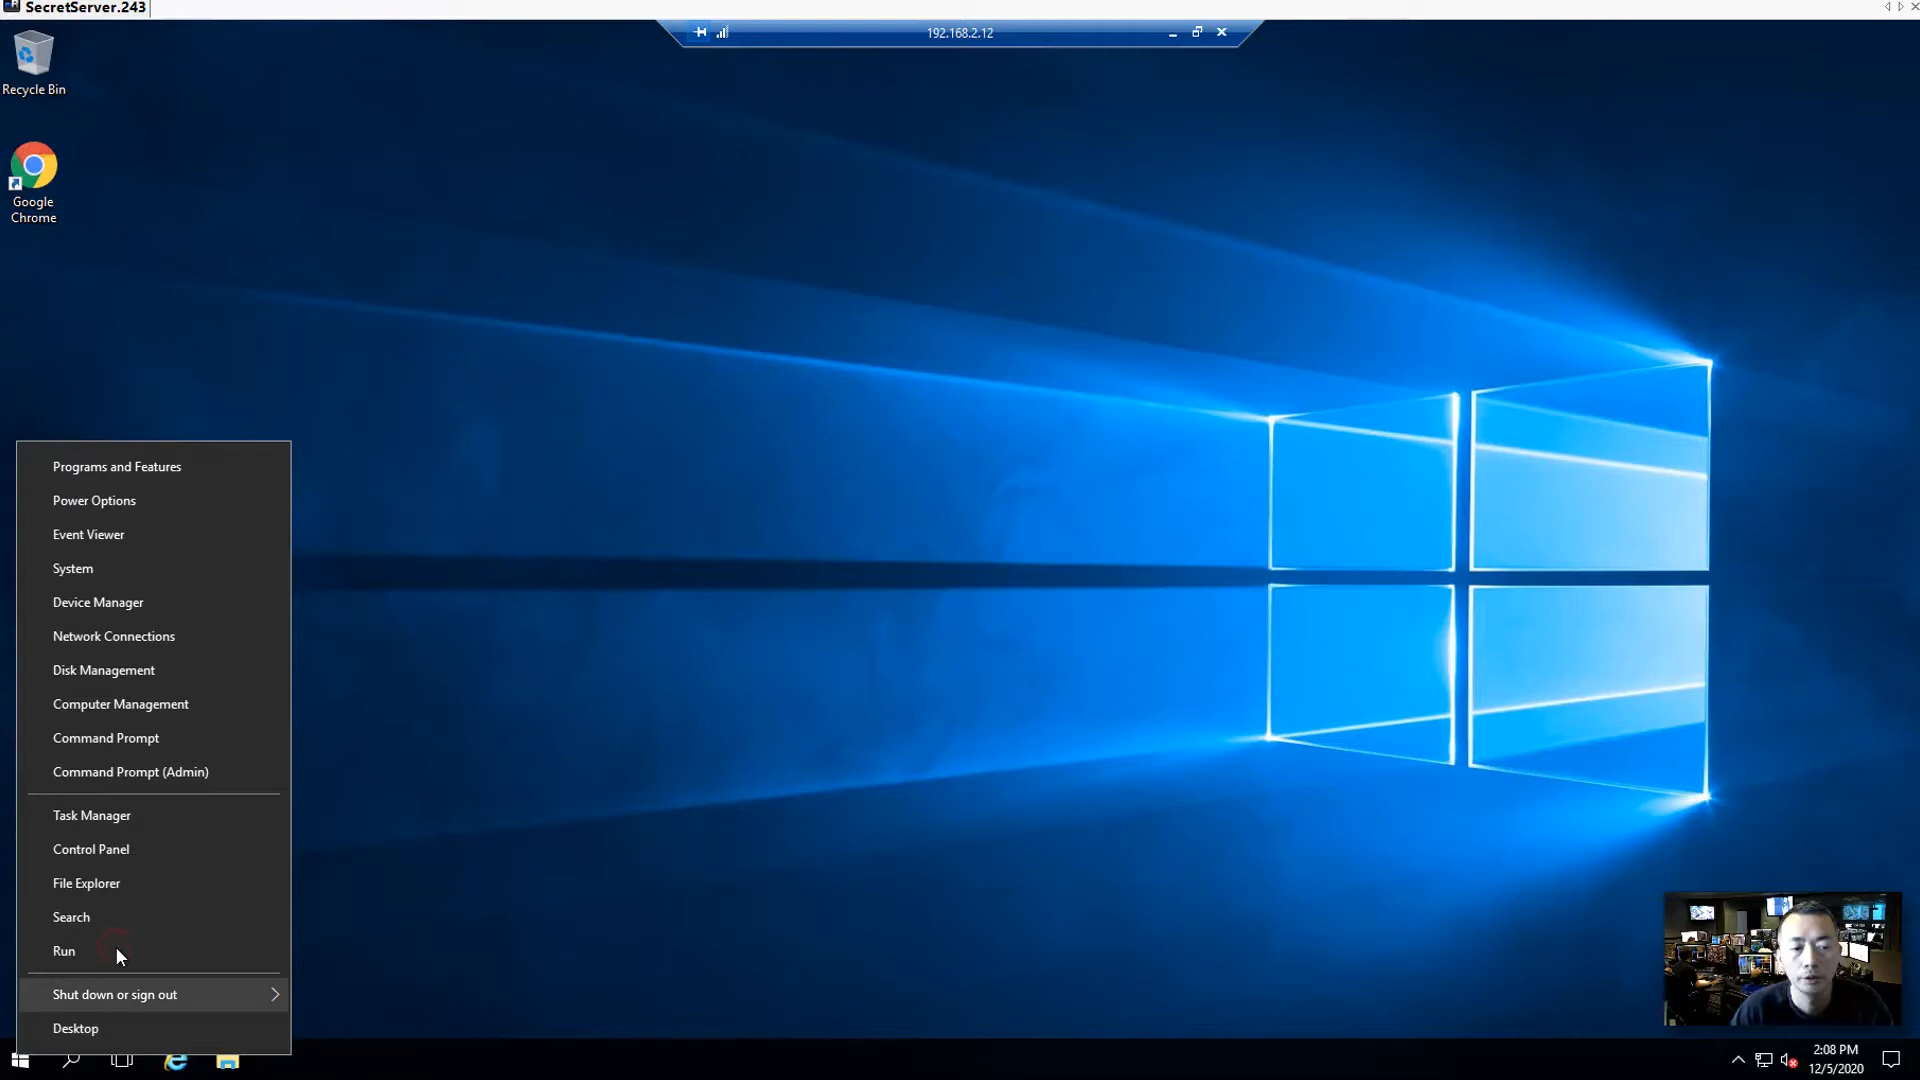 SecretServer.243
192.168.2.12
Recycle Bin
Google
Chrome
Programs and Features
Power Options
Event Viewer
System
Device Manager
Network Connections
Disk Management
Computer Management
Command Prompt
Command Prompt (Admin)
Task Manager
Control Panel
File Explorer
Search
Run
Shut down or sign out
Desktop
2:08 PM
12/5/2020